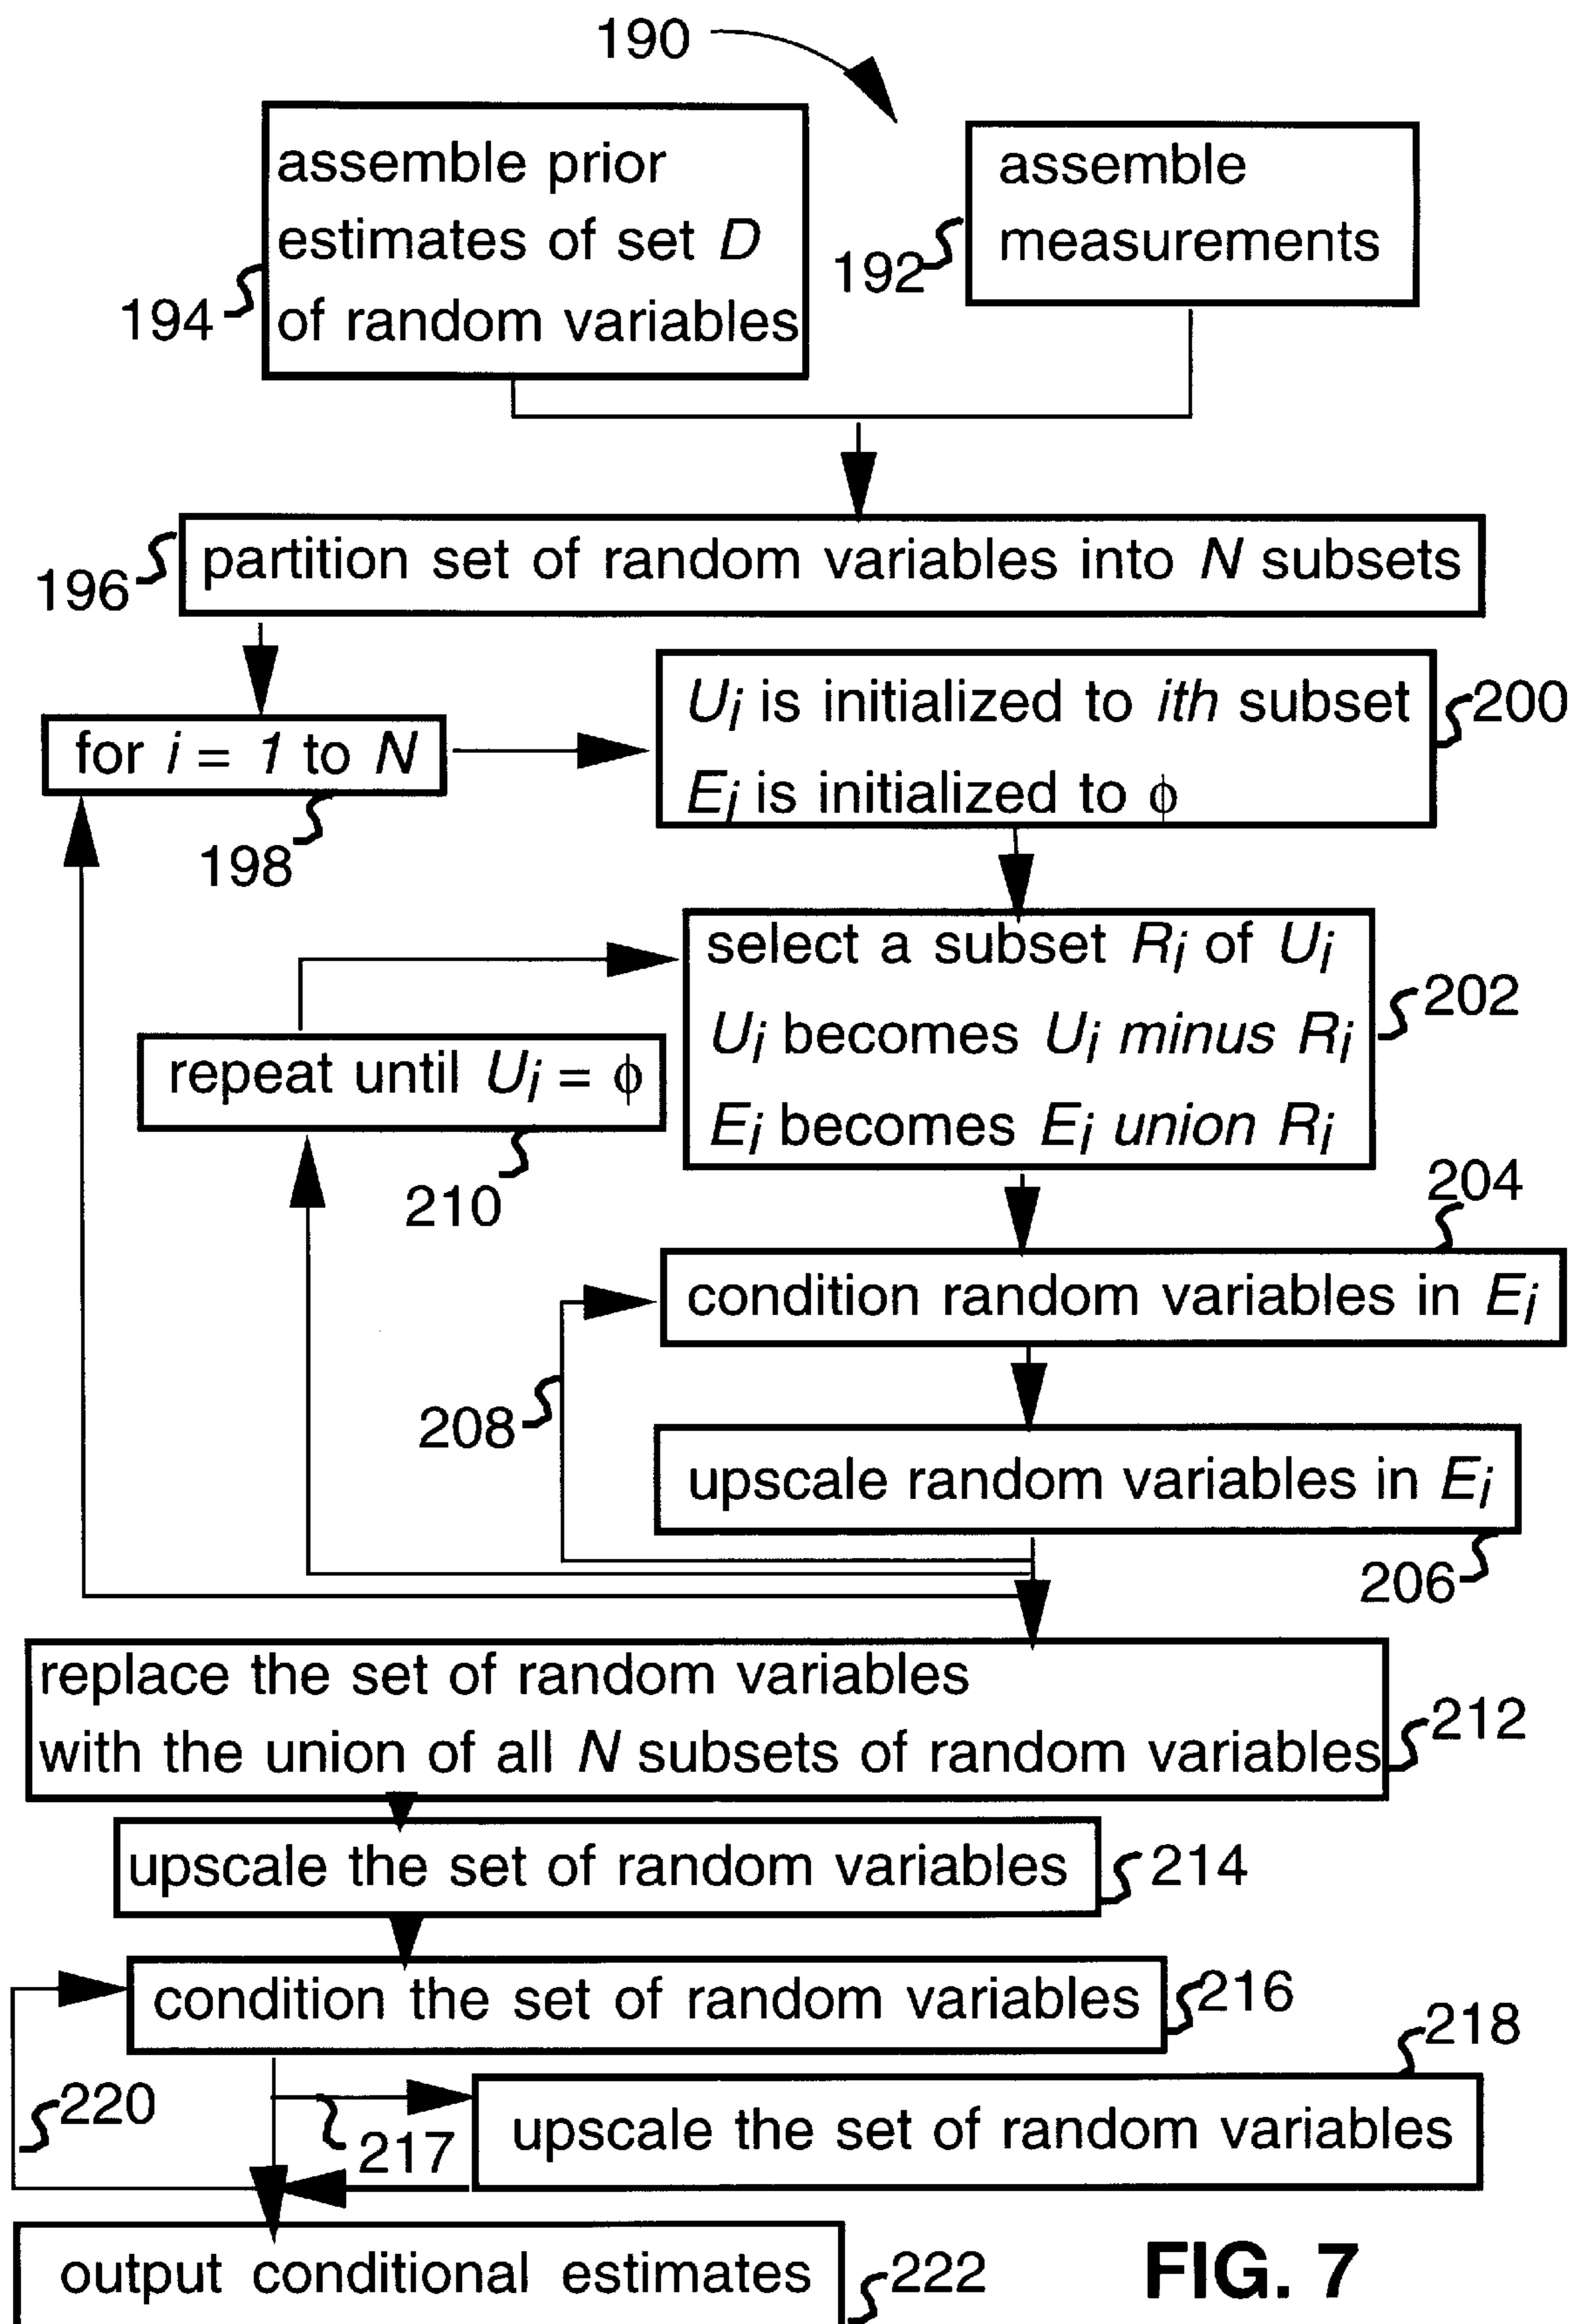 190
assemble prior
estimates of set D
of random variables
194
assemble
measurements
192
partition set of random variables into N subsets
196
for i = 1 to N
198
Ui is initialized to ith subset
Ei is initialized to ϕ
200
select a subset Ri of Ui
Ui becomes Ui minus Ri
Ei becomes Ei union Ri
202
repeat until Ui = ϕ
210
204
condition random variables in Ei
208
upscale random variables in Ei
206
replace the set of random variables
with the union of all N subsets of random variables
212
upscale the set of random variables
214
condition the set of random variables
216
218
220
217
upscale the set of random variables
output conditional estimates
222
FIG. 7